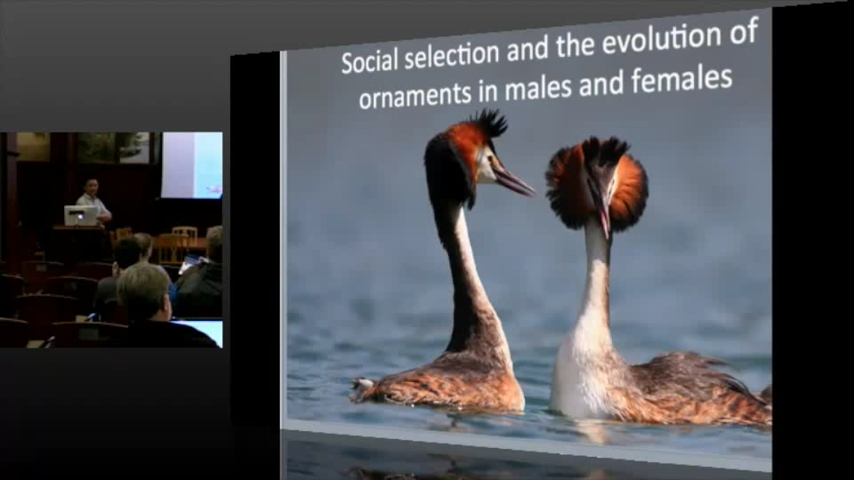 Social selection and the evolution of
ornaments in males and females